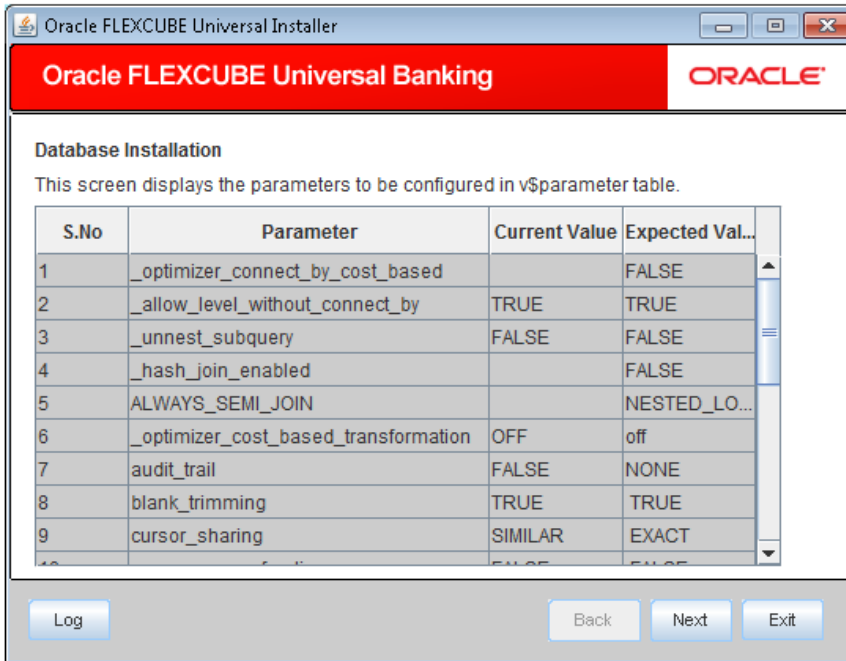 Oracle FLEXCUBE Universal Installer
Oracle FLEXCUBE Universal Banking
ORACLE
Database Installation
This screen displays the parameters to be configured in v$parameter table.
S.No Parameter Current Value Expected Val...
1 _optimizer_connect_by_cost_based FALSE
2 _allow_level_without_connect_by TRUE TRUE
3 _unnest_subquery FALSE FALSE
4 _hash_join_enabled FALSE
5 ALWAYS_SEMI_JOIN NESTED_LO...
6 _optimizer_cost_based_transformation OFF off
7 audit_trail FALSE NONE
8 blank_trimming TRUE TRUE
9 cursor_sharing SIMILAR EXACT
Log Back Next Exit